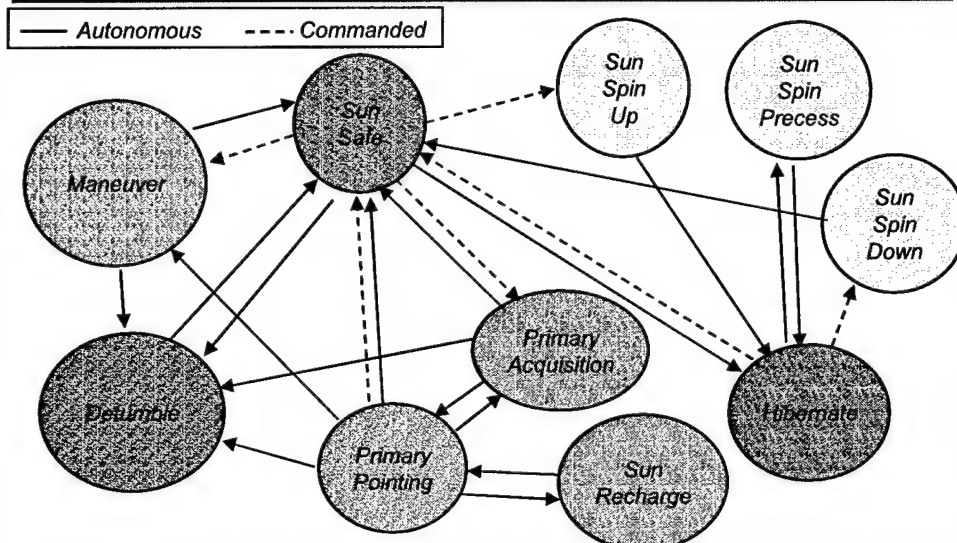 Autonomous
Commanded
Sun
Safe
Sun
Spin
Up
Sun
Spin
Precess
Maneuver
Sun
Spin
Down
Primary
Acquisition
Detumble
Hibernate
Primary
Pointing
Sun
Recharge